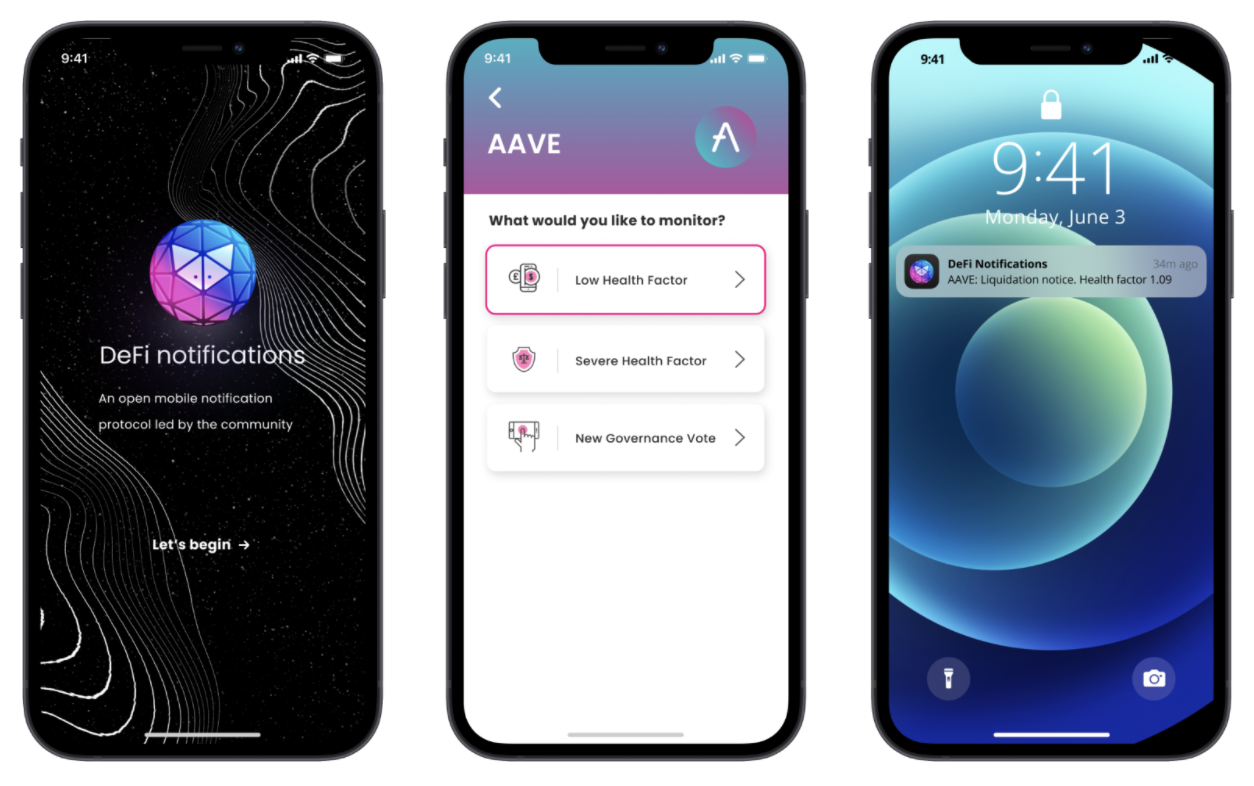 9:41
DeFi notifications
An open mobile notification
protocol led by the community
Let's begin →
9:41
AAVE
What would you like to monitor?
Low Health Factor
Severe Health Factor
New Governance Vote
9:41
9:41
Monday, June 3
DeFi Notifications 34m ago
AAVE: Liquidation notice. Health factor 1.09